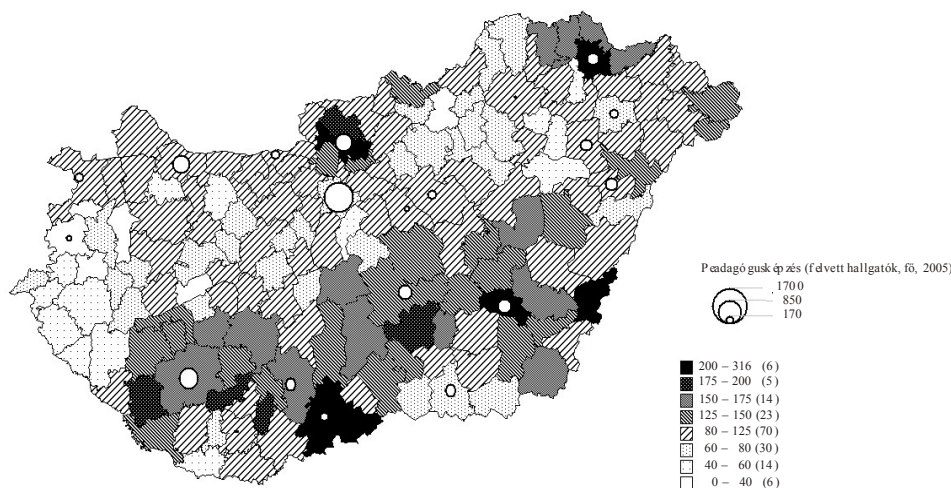 Peadagógusképzés (felvett hallgatók, fő, 2005)
1700
850
170
200 – 316 (6)
175 – 200 (5)
150 – 175 (14)
125 – 150 (23)
80 – 125 (70)
60 – 80 (30)
40 – 60 (14)
0 – 40 (6)